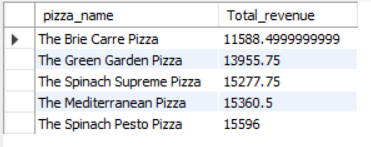 pizza_name Total_revenue
The Brie Carre Pizza 11588.4999999999
The Green Garden Pizza 13955.75
The Spinach Supreme Pizza 15277.75
The Mediterranean Pizza 15360.5
The Spinach Pesto Pizza 15596